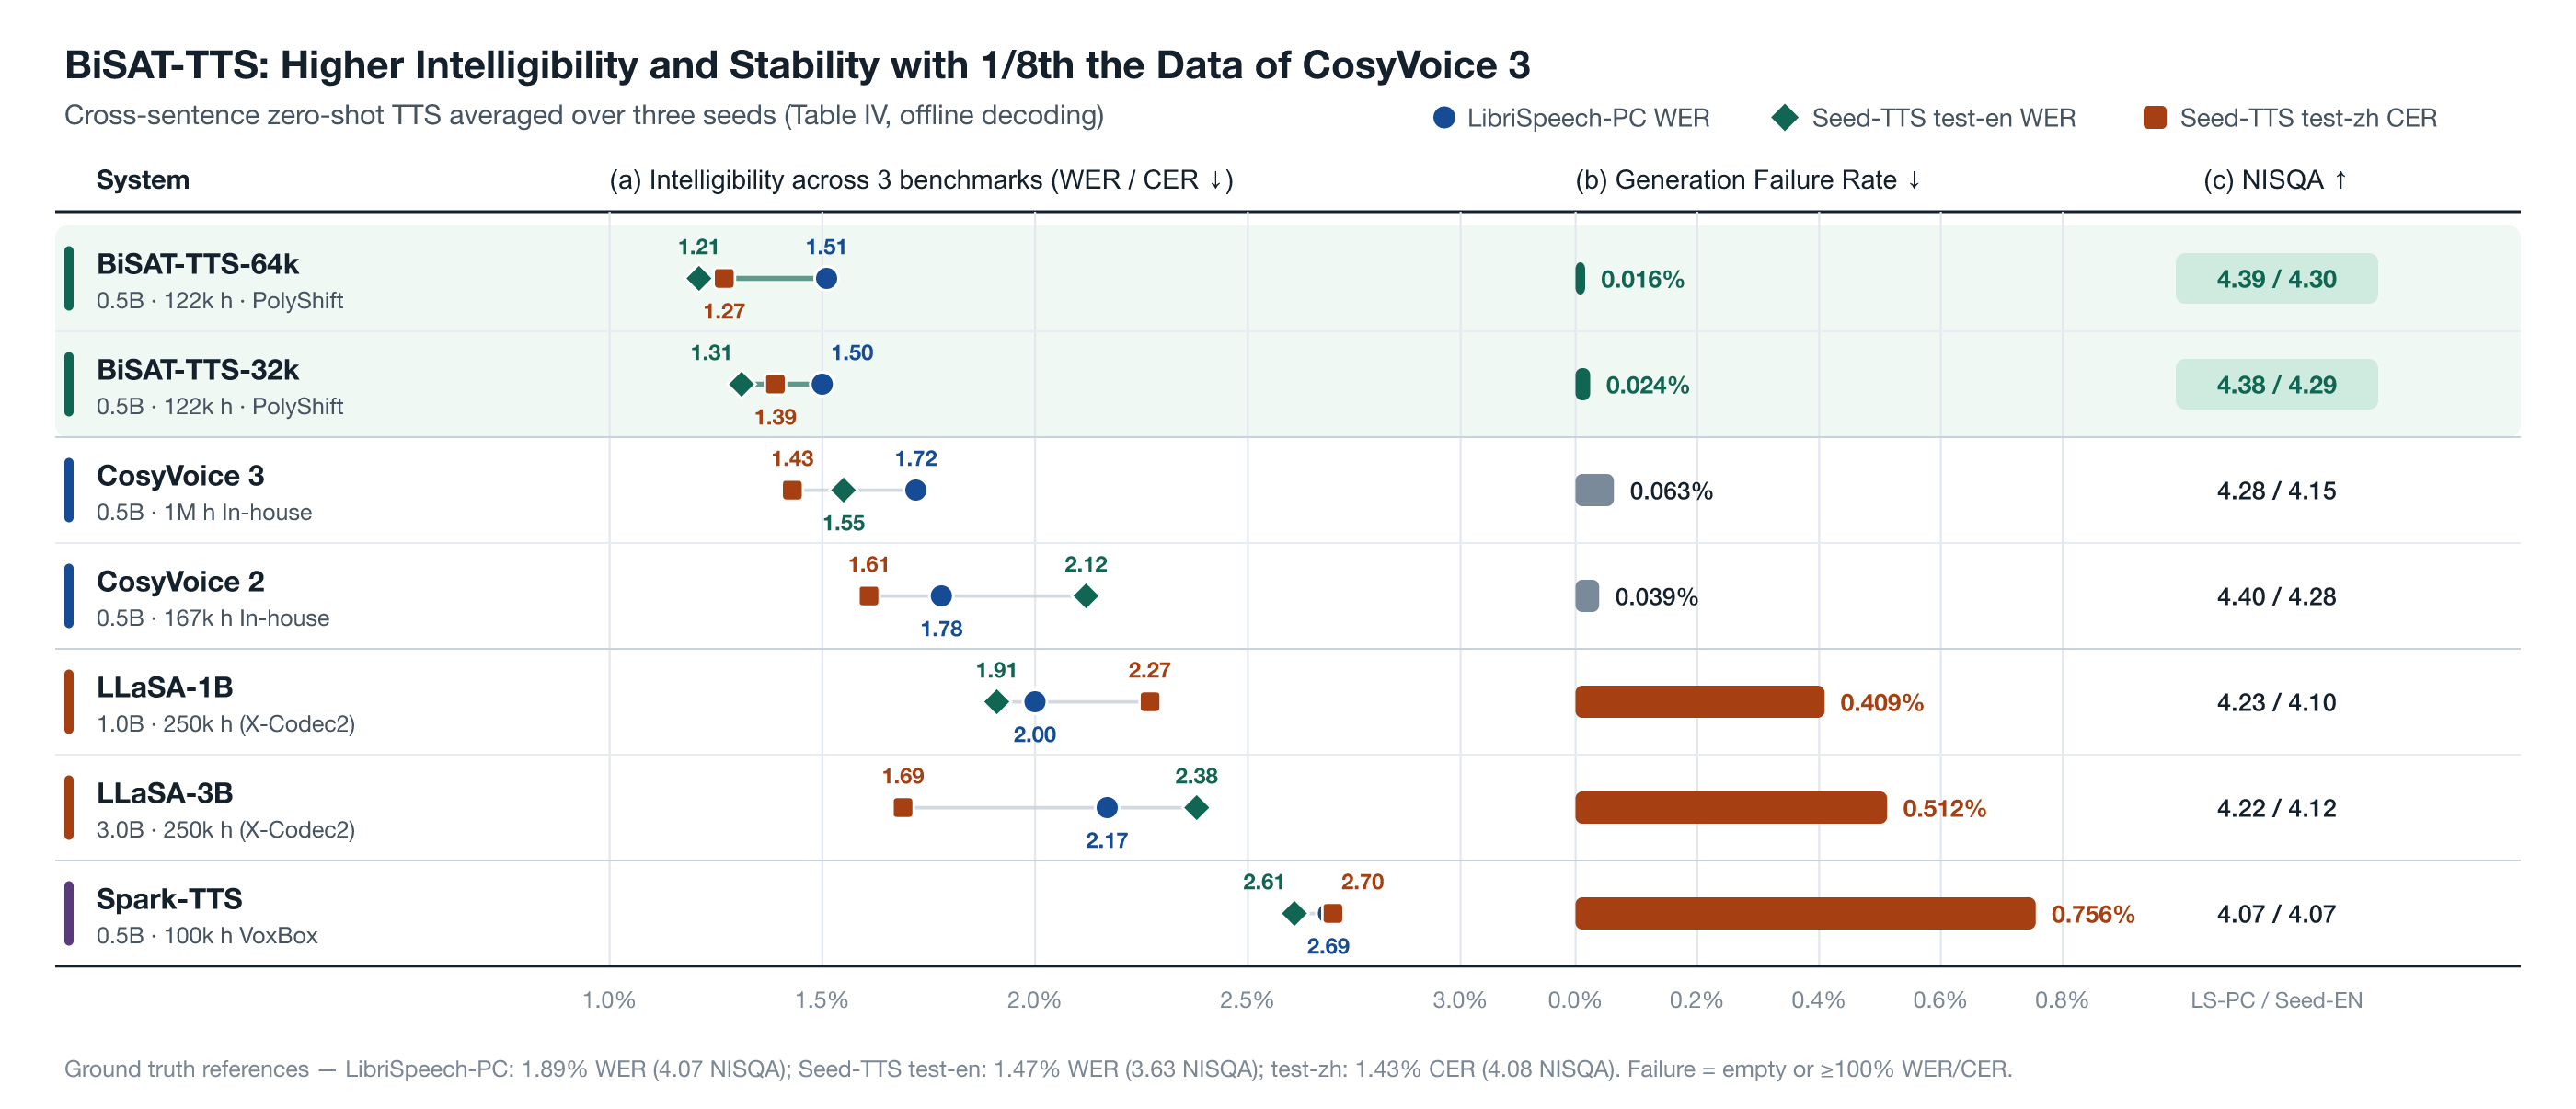 BiSAT-TTS: Higher Intelligibility and Stability with 1/8th the Data of CosyVoice 3
Cross-sentence zero-shot TTS averaged over three seeds (Table IV, offline decoding)
LibriSpeech-PC WER
Seed-TTS test-en WER
Seed-TTS test-zh CER
System
(a) Intelligibility across 3 benchmarks (WER / CER ↓)
(b) Generation Failure Rate ↓
(c) NISQA ↑
BiSAT-TTS-64k
0.5B · 122k h · PolyShift
1.21
1.51
1.27
0.016%
4.39 / 4.30
BiSAT-TTS-32k
0.5B · 122k h · PolyShift
1.31
1.50
1.39
0.024%
4.38 / 4.29
CosyVoice 3
0.5B · 1M h In-house
1.43
1.72
1.55
0.063%
4.28 / 4.15
CosyVoice 2
0.5B · 167k h In-house
1.61
2.12
1.78
0.039%
4.40 / 4.28
LLaSA-1B
1.0B · 250k h (X-Codec2)
1.91
2.27
2.00
0.409%
4.23 / 4.10
LLaSA-3B
3.0B · 250k h (X-Codec2)
1.69
2.38
2.17
0.512%
4.22 / 4.12
Spark-TTS
0.5B · 100k h VoxBox
2.61
2.70
2.69
0.756%
4.07 / 4.07
1.0% 1.5% 2.0% 2.5% 3.0% 0.0% 0.2% 0.4% 0.6% 0.8% LS-PC / Seed-EN
Ground truth references — LibriSpeech-PC: 1.89% WER (4.07 NISQA); Seed-TTS test-en: 1.47% WER (3.63 NISQA); test-zh: 1.43% CER (4.08 NISQA). Failure = empty or ≥100% WER/CER.